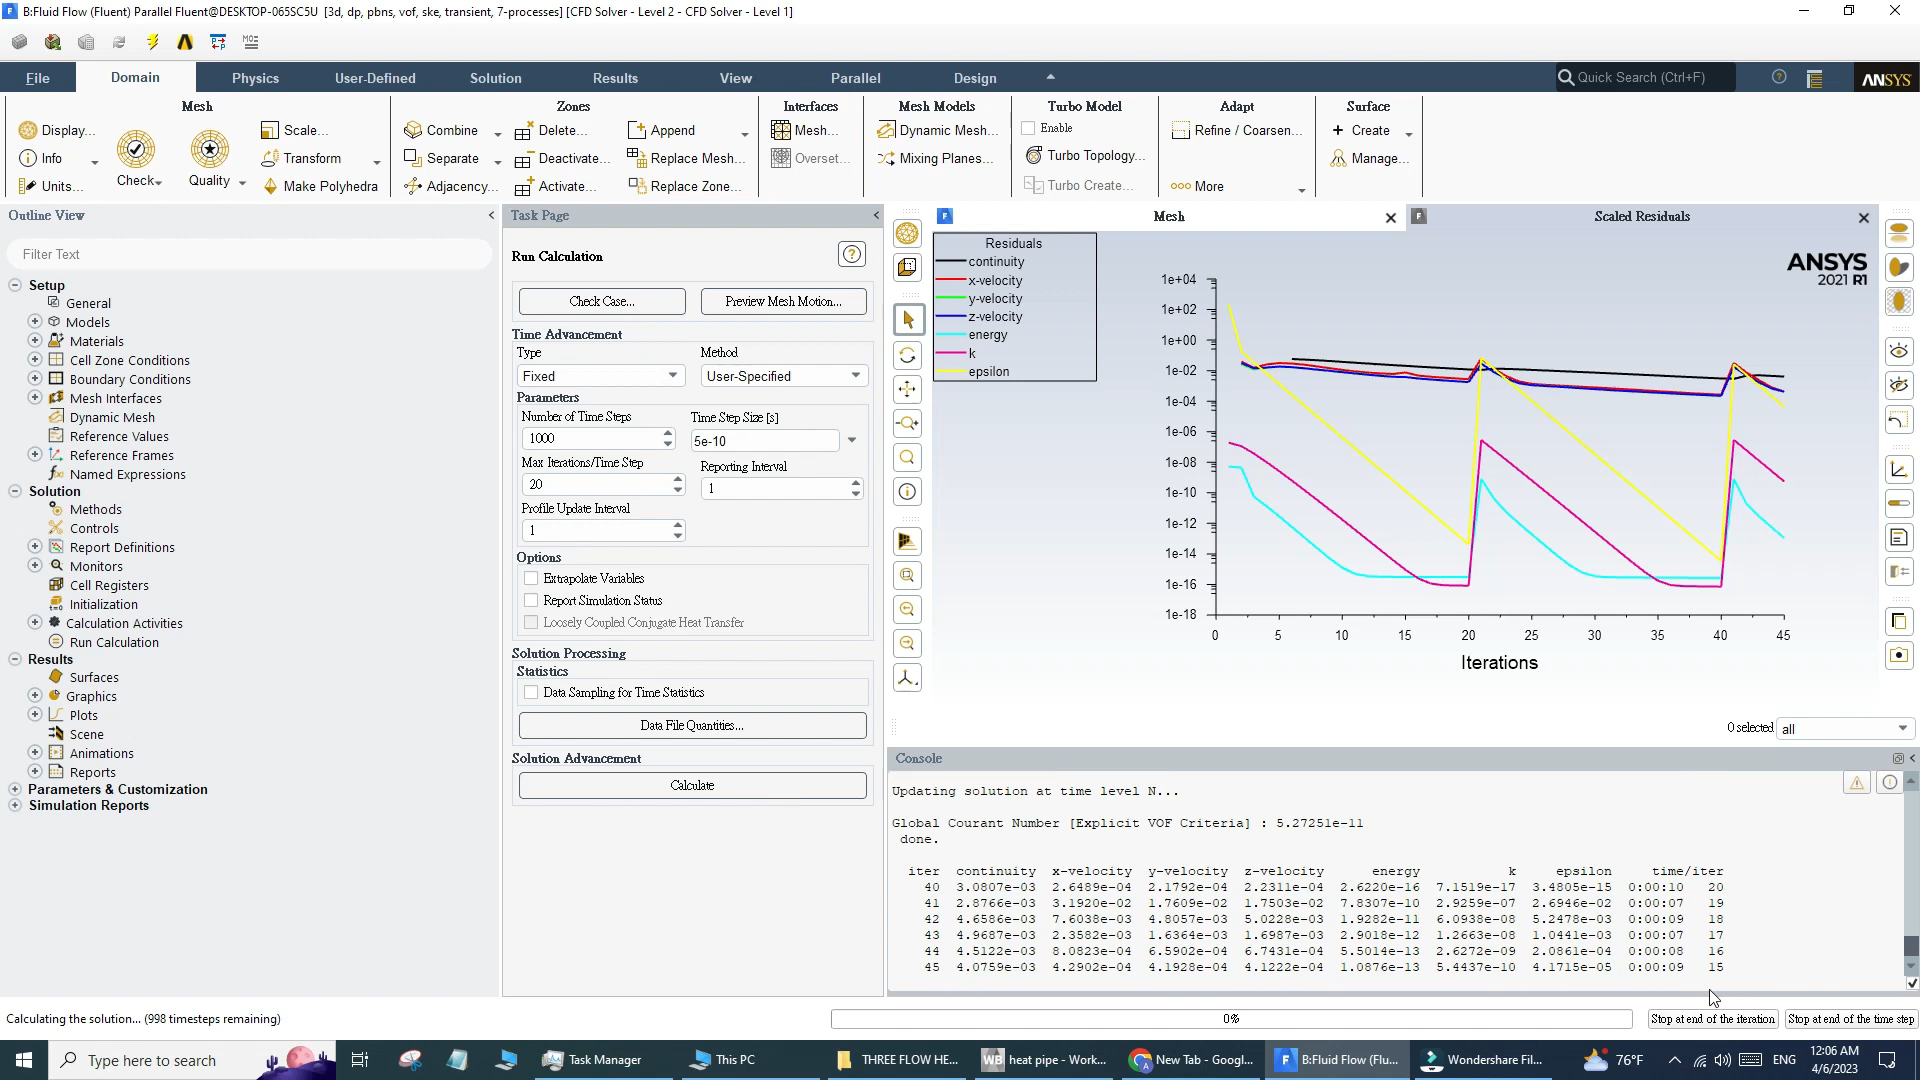 B:Fluid Flow (Fluent) Parallel Fluent@DESKTOP-065SC5U [3d, dp, pbns, vof, ske, transient, 7-processes] [CFD Solver - Level 2 - CFD Solver - Level 1]
File Domain Physics User-Defined Solution Results View Parallel Design Quick Search (Ctrl+F) ANSYS
Mesh Zones Interfaces Mesh Models Turbo Model Adapt Surface
Display... Check Quality Scale... Combine Delete... Append Mesh... Dynamic Mesh... Enable Refine / Coarsen... Create
Info Transform Separate Deactivate... Replace Mesh... Overset... Mixing Planes... Turbo Topology... Manage...
Units... Make Polyhedra Adjacency... Activate... Replace Zone... Turbo Create... More
Outline View
Filter Text
Setup
General
Models
Materials
Cell Zone Conditions
Boundary Conditions
Mesh Interfaces
Dynamic Mesh
Reference Values
Reference Frames
Named Expressions
Solution
Methods
Controls
Report Definitions
Monitors
Cell Registers
Initialization
Calculation Activities
Run Calculation
Results
Surfaces
Graphics
Plots
Scene
Animations
Reports
Parameters & Customization
Simulation Reports
Task Page
Run Calculation
Check Case... Preview Mesh Motion...
Time Advancement
Type Method
Fixed User-Specified
Parameters
Number of Time Steps Time Step Size [s]
1000 5e-10
Max Iterations/Time Step Reporting Interval
20 1
Profile Update Interval
1
Options
Extrapolate Variables
Report Simulation Status
Loosely Coupled Conjugate Heat Transfer
Solution Processing
Statistics
Data Sampling for Time Statistics
Data File Quantities...
Solution Advancement
Calculate
Mesh Scaled Residuals
Residuals
continuity
x-velocity
y-velocity
z-velocity
energy
k
epsilon
ANSYS
2021 R1
1e+04
1e+02
1e+00
1e-02
1e-04
1e-06
1e-08
1e-10
1e-12
1e-14
1e-16
1e-18
0 5 10 15 20 25 30 35 40 45
Iterations
0 selected all
Console
Updating solution at time level N...
Global Courant Number [Explicit VOF Criteria] : 5.27251e-11
done.
iter continuity x-velocity y-velocity z-velocity energy k epsilon time/iter
40 3.0807e-03 2.6489e-04 2.1792e-04 2.2311e-04 2.6220e-16 7.1519e-17 3.4805e-15 0:00:10 20
41 2.8766e-03 3.1920e-02 1.7609e-02 1.7503e-02 7.8307e-10 2.9259e-07 2.6946e-02 0:00:07 19
42 4.6586e-03 7.6038e-03 4.8057e-03 5.0228e-03 1.9282e-11 6.0938e-08 5.2478e-03 0:00:09 18
43 4.9687e-03 2.3582e-03 1.6364e-03 1.6987e-03 2.9018e-12 1.2663e-08 1.0441e-03 0:00:07 17
44 4.5122e-03 8.0823e-04 6.5902e-04 6.7431e-04 5.5014e-13 2.6272e-09 2.0861e-04 0:00:08 16
45 4.0759e-03 4.2902e-04 4.1928e-04 4.1222e-04 1.0876e-13 5.4437e-10 4.1715e-05 0:00:09 15
Calculating the solution... (998 timesteps remaining) 0% Stop at end of the iteration Stop at end of the time step
Type here to search Task Manager This PC THREE FLOW HE... heat pipe - Work... New Tab - Googl... B:Fluid Flow (Flu... Wondershare Fil... 76°F ENG 12:06 AM
4/6/2023